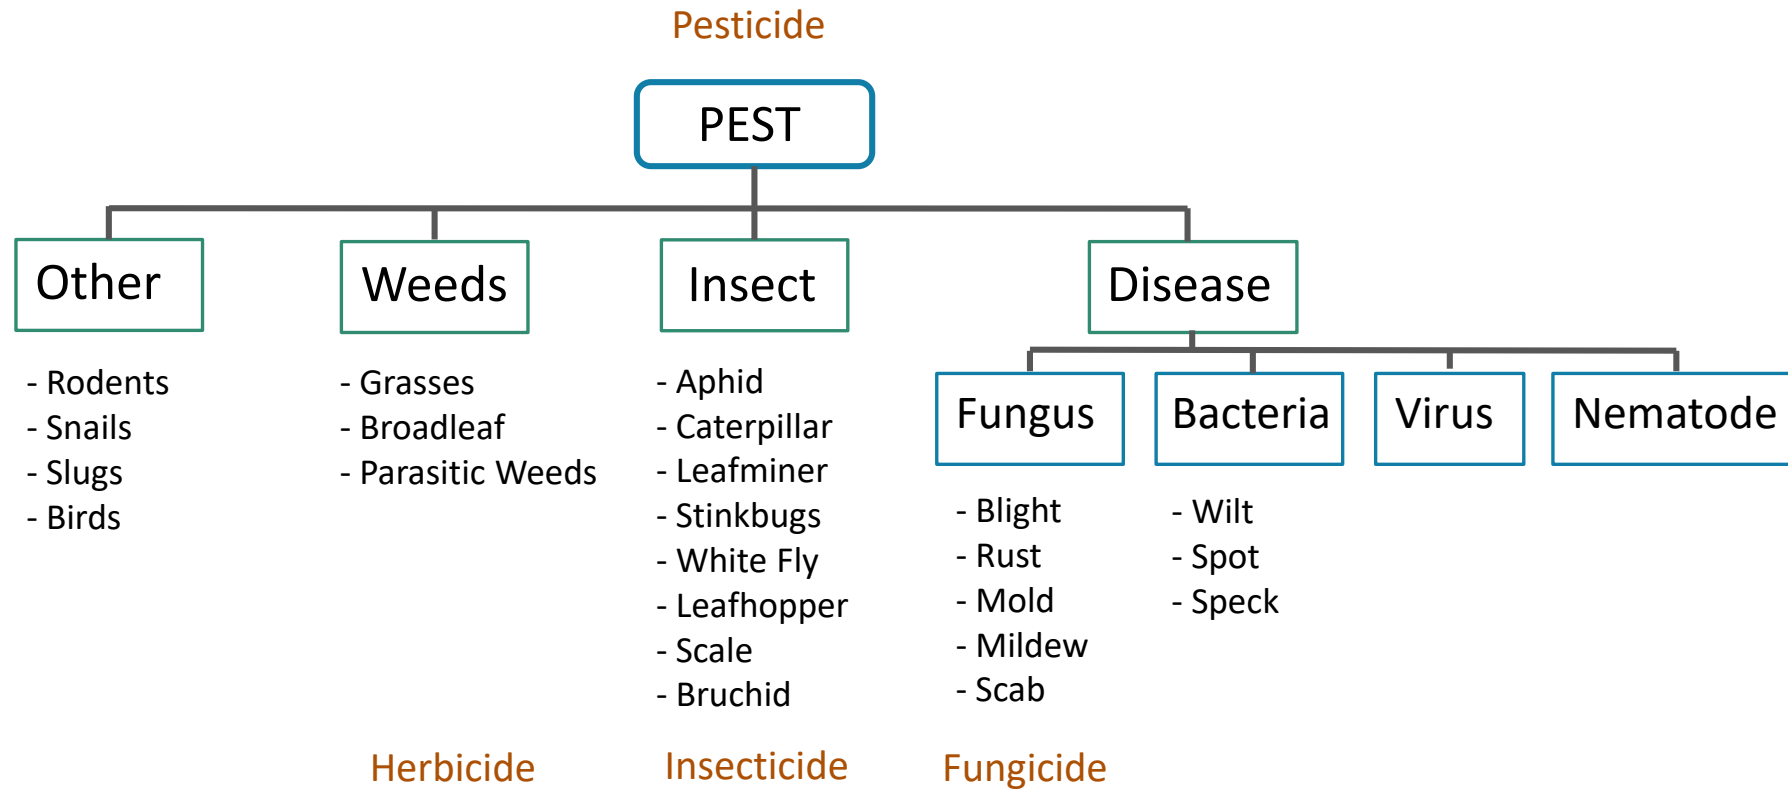 Pesticide
PEST
Other
Weeds
Insect
Disease
- Rodents
- Snails
- Slugs
- Birds
- Grasses
- Broadleaf
- Parasitic Weeds
- Aphid
- Caterpillar
- Leafminer
- Stinkbugs
- White Fly
- Leafhopper
- Scale
- Bruchid
Fungus
Bacteria
Virus
Nematode
- Blight
- Rust
- Mold
- Mildew
- Scab
- Wilt
- Spot
- Speck
Herbicide
Insecticide
Fungicide